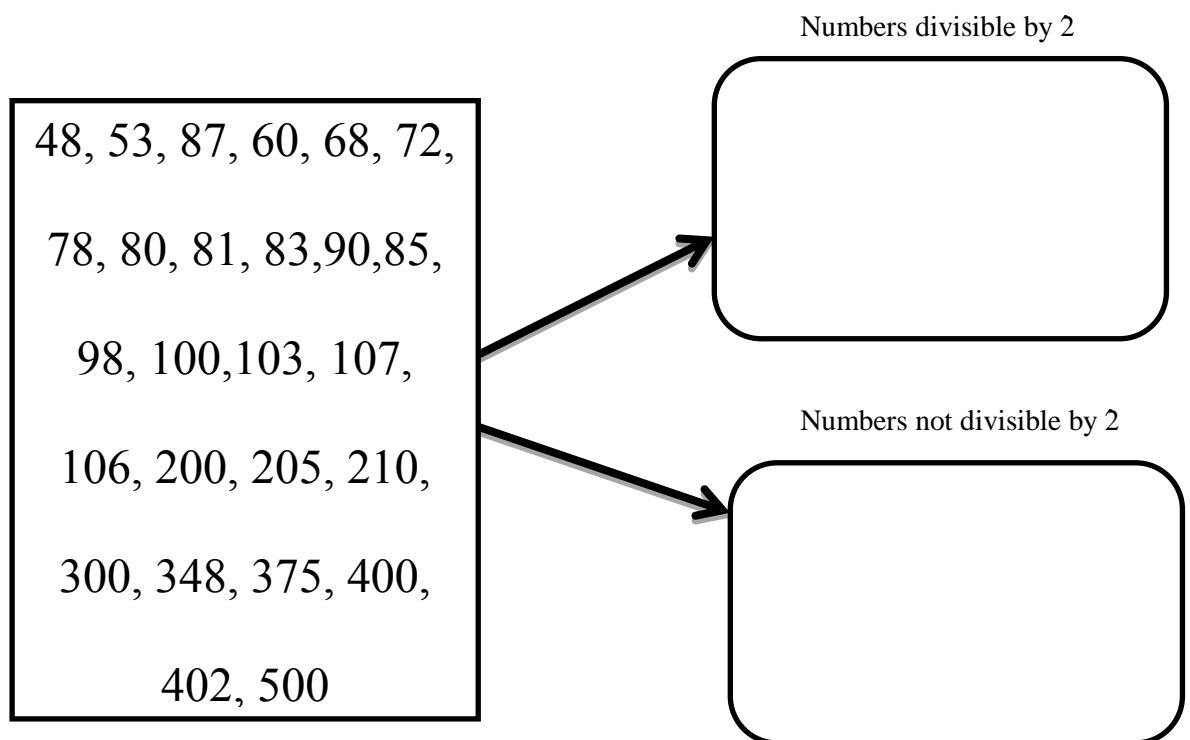 Numbers divisible by 2
48, 53, 87, 60, 68, 72,
78, 80, 81, 83,90,85,
98, 100,103, 107,
106, 200, 205, 210,
300, 348, 375, 400,
402, 500
Numbers not divisible by 2